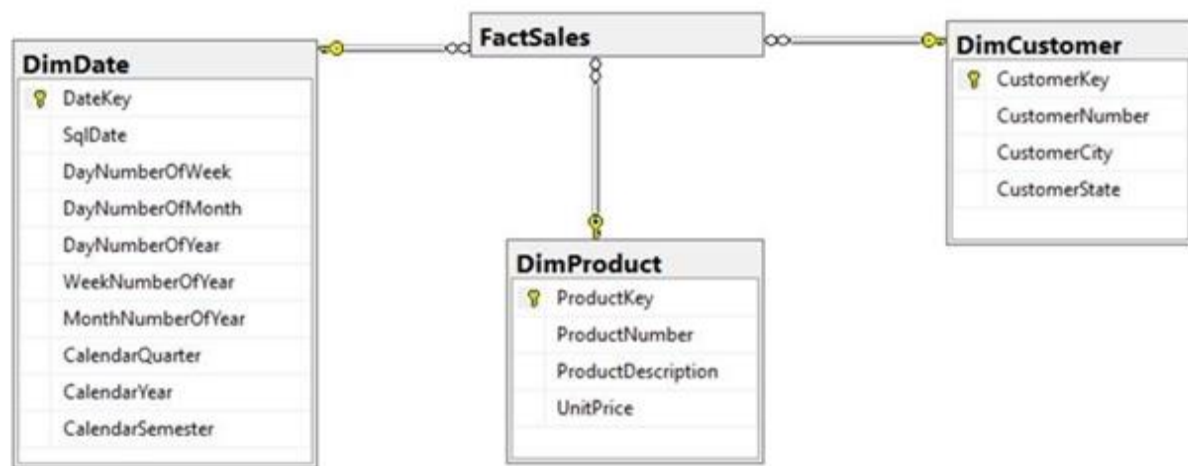 FactSales
DimDate
DateKey
SqlDate
DayNumberOfWeek
DayNumberOfMonth
DayNumberOfYear
WeekNumberOfYear
MonthNumberOfYear
CalendarQuarter
CalendarYear
CalendarSemester
DimProduct
ProductKey
ProductNumber
ProductDescription
UnitPrice
DimCustomer
CustomerKey
CustomerNumber
CustomerCity
CustomerState